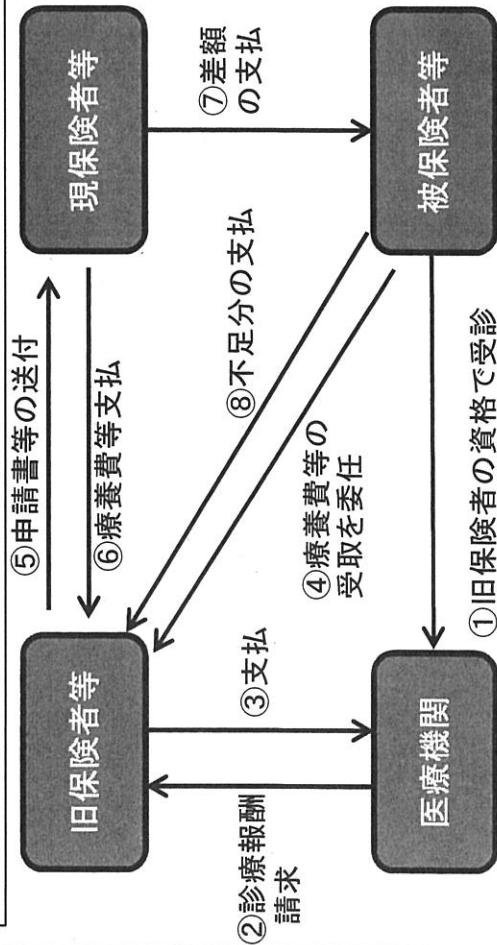 ⑤申請書等の送付
旧保険者等
現保険者等
⑥療養費等支払
②診療報酬
請求
③支払
⑧不足分の支払
④療養費等の
受取を委任
⑦差額
の支払
医療機関
被保険者等
①旧保険者の資格で受診